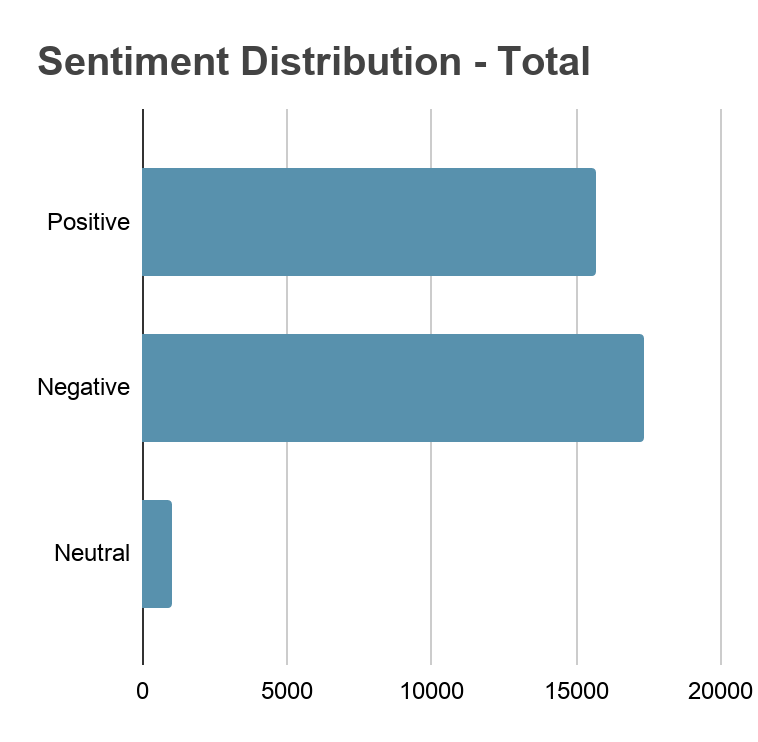 Sentiment Distribution - Total
Positive
Negative
Neutral
0 5000 10000 15000 20000